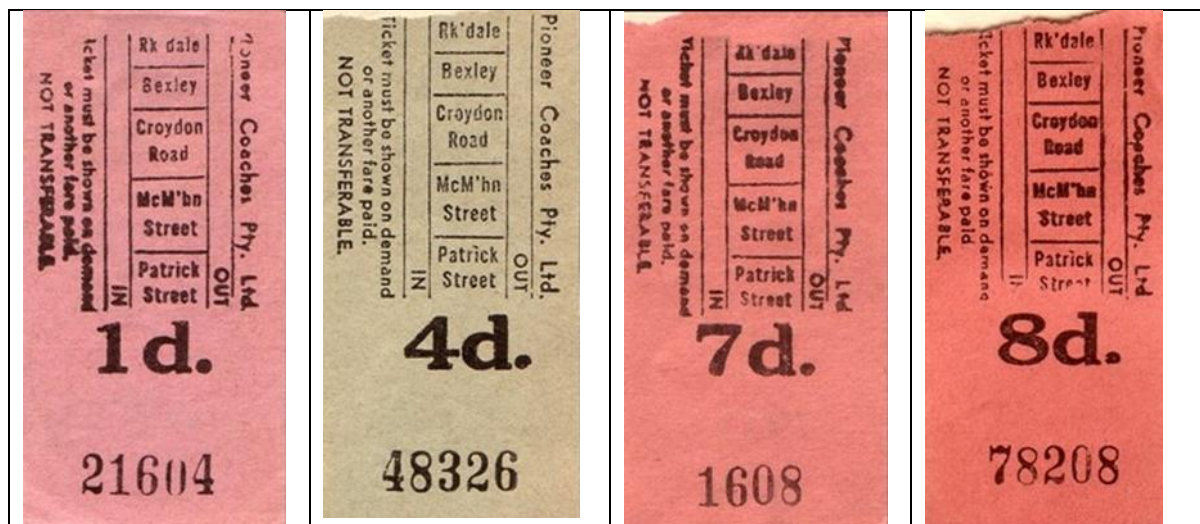 Pioneer Coaches Pty. Ltd
OUT
Rk'dale
Bexley
Croydon
Road
McM'hn
Street
Patrick
Street
IN
Ticket must be shown on demand
or another fare paid.
NOT TRANSFERABLE.
1d.
21604
Pioneer Coaches Pty. Ltd.
OUT
Rk'dale
Bexley
Croydon
Road
McM'hn
Street
Patrick
Street
IN
Ticket must be shown on demand
or another fare paid.
NOT TRANSFERABLE.
4d.
48326
Pioneer Coaches Pty. Ltd
OUT
Rk'dale
Bexley
Croydon
Road
McM'hn
Street
Patrick
Street
IN
Ticket must be shown on demand
or another fare paid.
NOT TRANSFERABLE.
7d.
1608
Pioneer Coaches Pty. Ltd
OUT
Rk'dale
Bexley
Croydon
Road
McM'hn
Street
Patrick
Street
IN
Ticket must be shown on demand
or another fare paid
NOT TRANSFERABLE.
8d.
78208